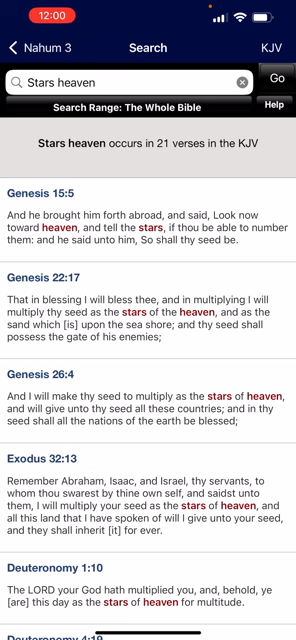 12:00
Nahum 3
Search
KJV
Stars heaven
Go
Search Range: The Whole Bible
Help
Stars heaven occurs in 21 verses in the KJV
Genesis 15:5
And he brought him forth abroad, and said, Look now
toward heaven, and tell the stars, if thou be able to number
them: and he said unto him, So shall thy seed be.
Genesis 22:17
That in blessing I will bless thee, and in multiplying I will
multiply thy seed as the stars of the heaven, and as the
sand which [is] upon the sea shore; and thy seed shall
possess the gate of his enemies;
Genesis 26:4
And I will make thy seed to multiply as the stars of heaven,
and will give unto thy seed all these countries; and in thy
seed shall all the nations of the earth be blessed;
Exodus 32:13
Remember Abraham, Isaac, and Israel, thy servants, to
whom thou swarest by thine own self, and saidst unto
them, I will multiply your seed as the stars of heaven, and
all this land that I have spoken of will I give unto your seed,
and they shall inherit [it] for ever.
Deuteronomy 1:10
The LORD your God hath multiplied you, and, behold, ye
[are] this day as the stars of heaven for multitude.
Deuteronomy 4:19